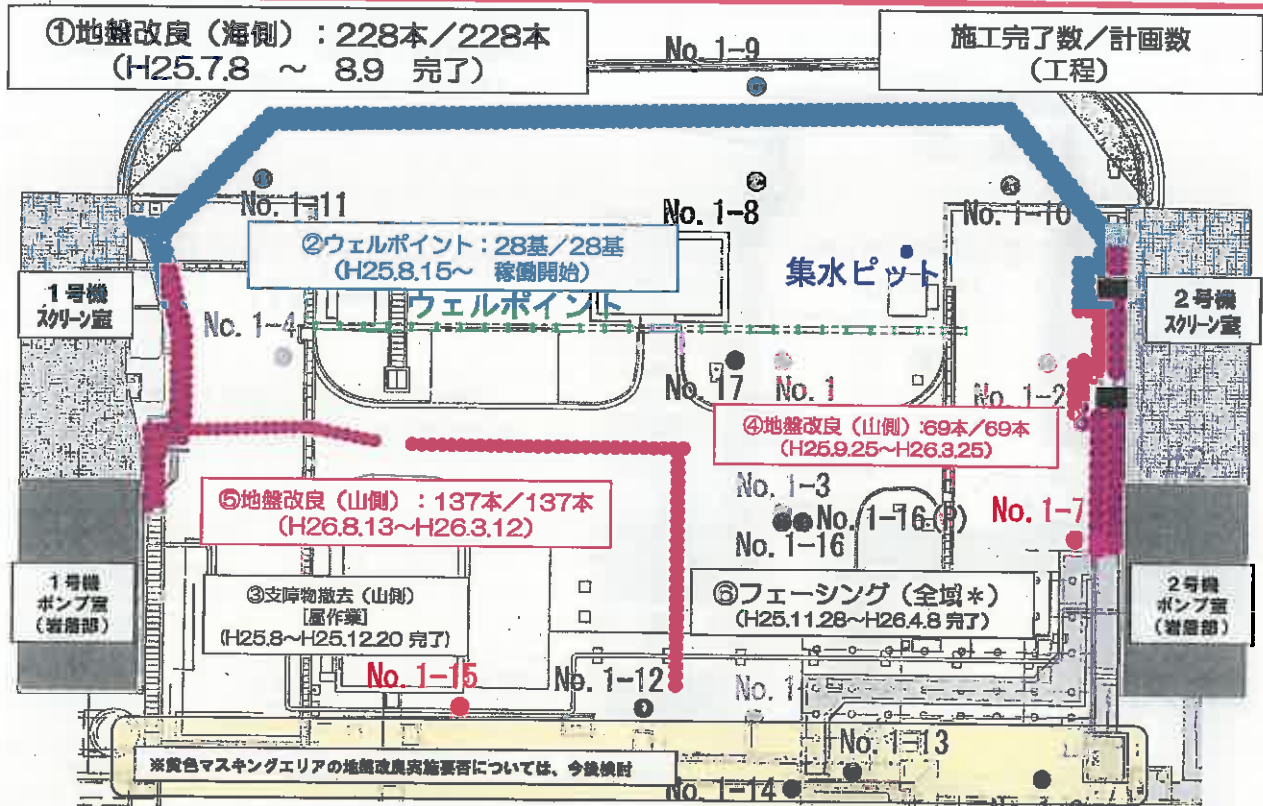 ①地盤改良（海側）：228本／228本
(H25.7.8 ～ 8.9 完了)
施工完了数／計画数
(工程)
No. 1-9
No. 1-11
No. 1-8
No. 1-10
②ウェルポイント：28基／28基
(H25.8.15～ 稼働開始)
集水ピット
ウェルポイント
1号機
スクリーン室
2号機
スクリーン室
No. 1-4
No. 17
No. 1
No. 1-2
④地盤改良（山側）:69本／69本
(H25.9.25～H26.3.25)
⑤地盤改良（山側）：137本／137本
(H26.8.13～H26.3.12)
No. 1-3
No. 1-16(P)
No. 1-16
No. 1-7
1号機
ポンプ室
(岩着部)
③支障物撤去（山側）
[昼作業]
(H25.8～H25.12.20 完了)
⑥フェーシング（全域＊）
(H25.11.28～H26.4.8 完了)
2号機
ポンプ室
(岩着部)
No. 1-15
No. 1-12
No. 1
No. 1-13
※黄色マスキングエリアの地盤改良実施要否については、今後検討
No. 1-14